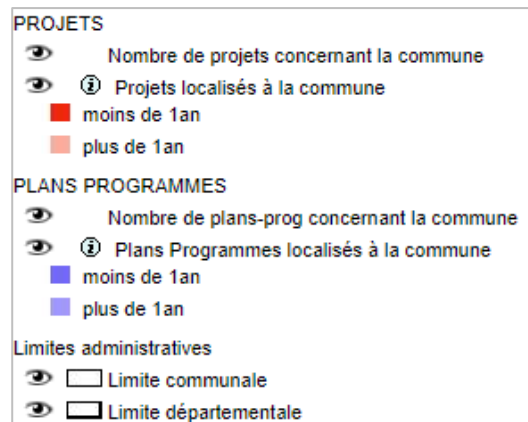 PROJETS
Nombre de projets concernant la commune
Projets localisés à la commune
moins de 1an
plus de 1an
PLANS PROGRAMMES
Nombre de plans-prog concernant la commune
Plans Programmes localisés à la commune
moins de 1an
plus de 1an
Limites administratives
Limite communale
Limite départementale